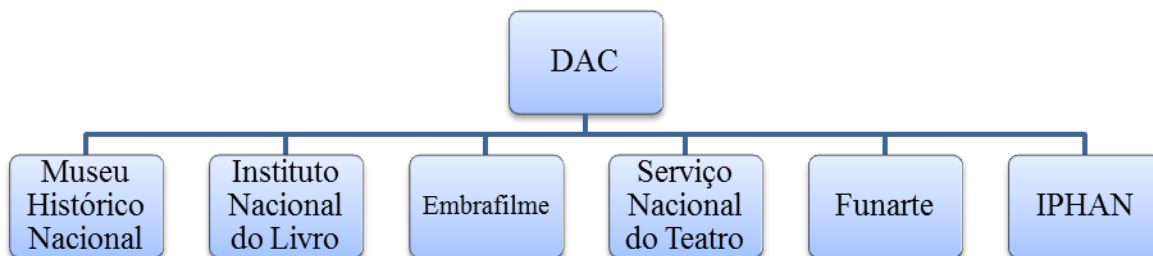 DAC
Museu
Histórico
Nacional
Instituto
Nacional
do Livro
Embrafilme
Serviço
Nacional
do Teatro
Funarte
IPHAN